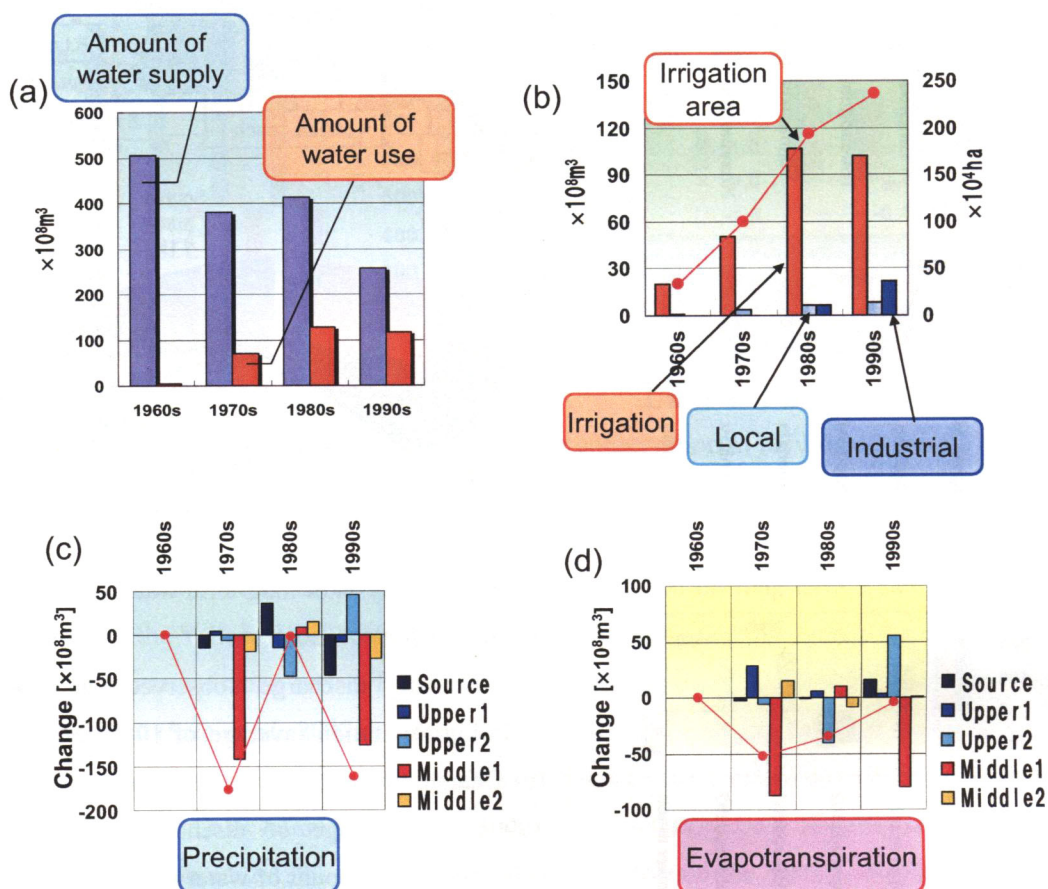 (a)
Amount of
water supply
Amount of
water use
×10⁸m³
600
500
400
300
200
100
0
1960s
1970s
1980s
1990s
(b)
Irrigation
area
×10⁸m³
150
120
90
60
30
0
250
200
150
100
50
0
×10⁴ha
1960s
1970s
1980s
1990s
Irrigation
Local
Industrial
(c)
1960s
1970s
1980s
1990s
Change [×10⁸m³]
50
0
-50
-100
-150
-200
Source
Upper1
Upper2
Middle1
Middle2
Precipitation
(d)
1960s
1970s
1980s
1990s
Change [×10⁸m³]
100
50
0
-50
-100
Source
Upper1
Upper2
Middle1
Middle2
Evapotranspiration